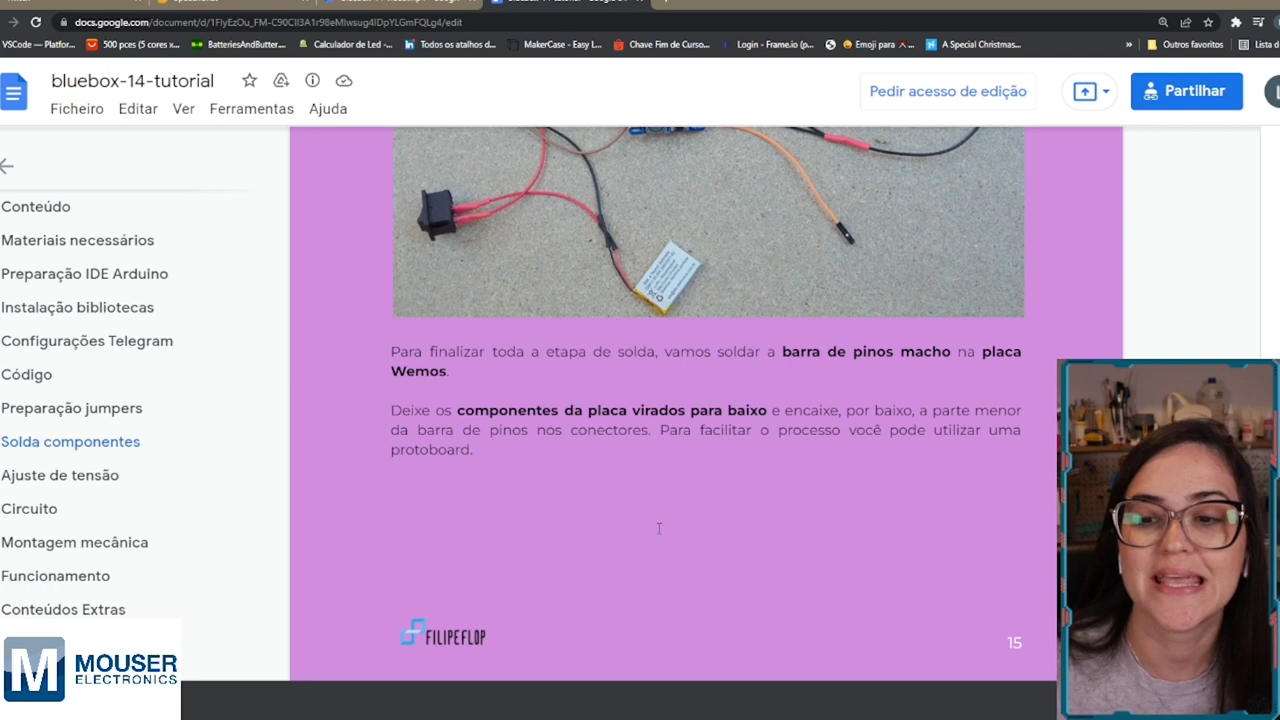 docs.google.com/document/d/1FlyEzOu_FM-C90ClI3A1r98eMlwsug4lDpYLGmFQLg4/edit
VSCode — Platfor...
500 pces (5 cores x...
BatteriesAndButter...
Calculador de Led -...
Todos os atalhos d...
MakerCase - Easy L...
Chave Fim de Curso...
Login - Frame.io (p...
Emoji para
A Special Christmas...
»
Outros favoritos
Lista d
bluebox-14-tutorial
Ficheiro Editar Ver Ferramentas Ajuda
Pedir acesso de edição
Partilhar
Conteúdo
Materiais necessários
Preparação IDE Arduino
Instalação bibliotecas
Configurações Telegram
Código
Preparação jumpers
Solda componentes
Ajuste de tensão
Circuito
Montagem mecânica
Funcionamento
Conteúdos Extras
Para finalizar toda a etapa de solda, vamos soldar a barra de pinos macho na placa
Wemos.
Deixe os componentes da placa virados para baixo e encaixe, por baixo, a parte menor
da barra de pinos nos conectores. Para facilitar o processo você pode utilizar uma
protoboard.
FILIPEFLOP
15
M MOUSER
ELECTRONICS